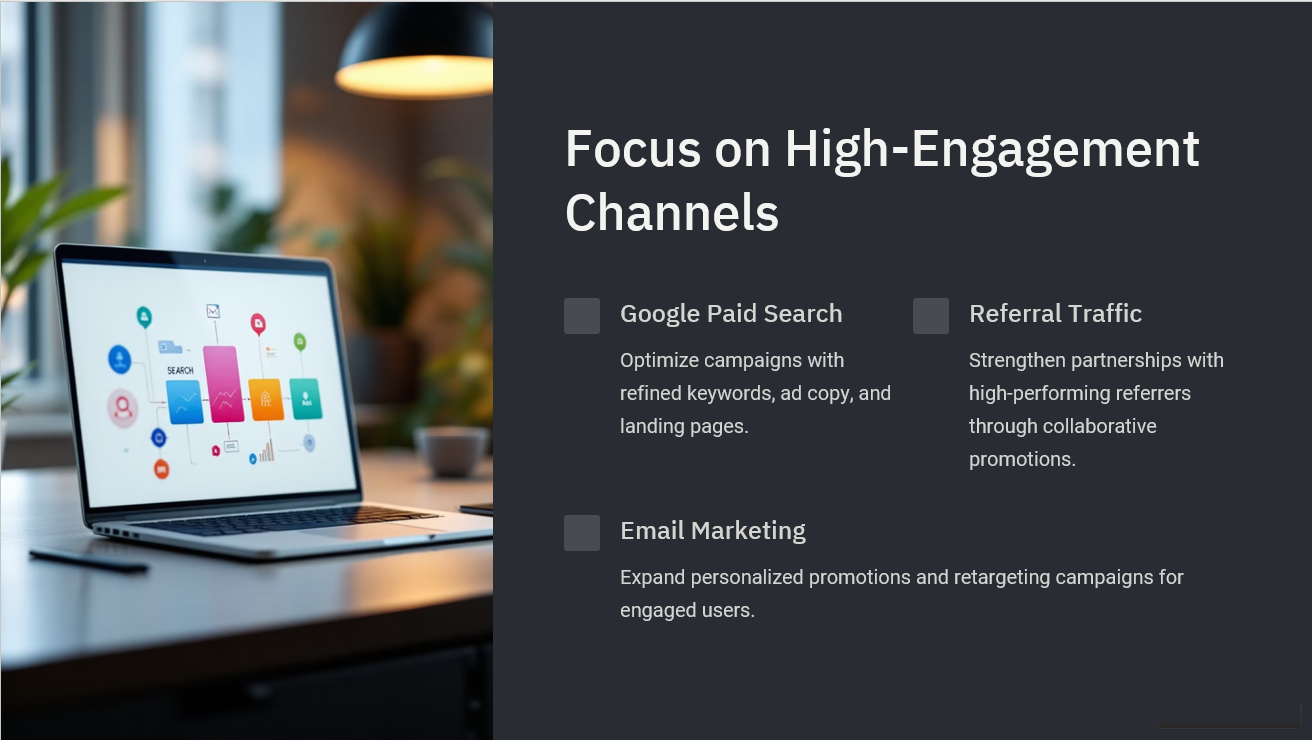 Focus on High-Engagement
Channels
Google Paid Search
Optimize campaigns with
refined keywords, ad copy, and
landing pages.
Referral Traffic
Strengthen partnerships with
high-performing referrers
through collaborative
promotions.
Email Marketing
Expand personalized promotions and retargeting campaigns for
engaged users.
SEARCH